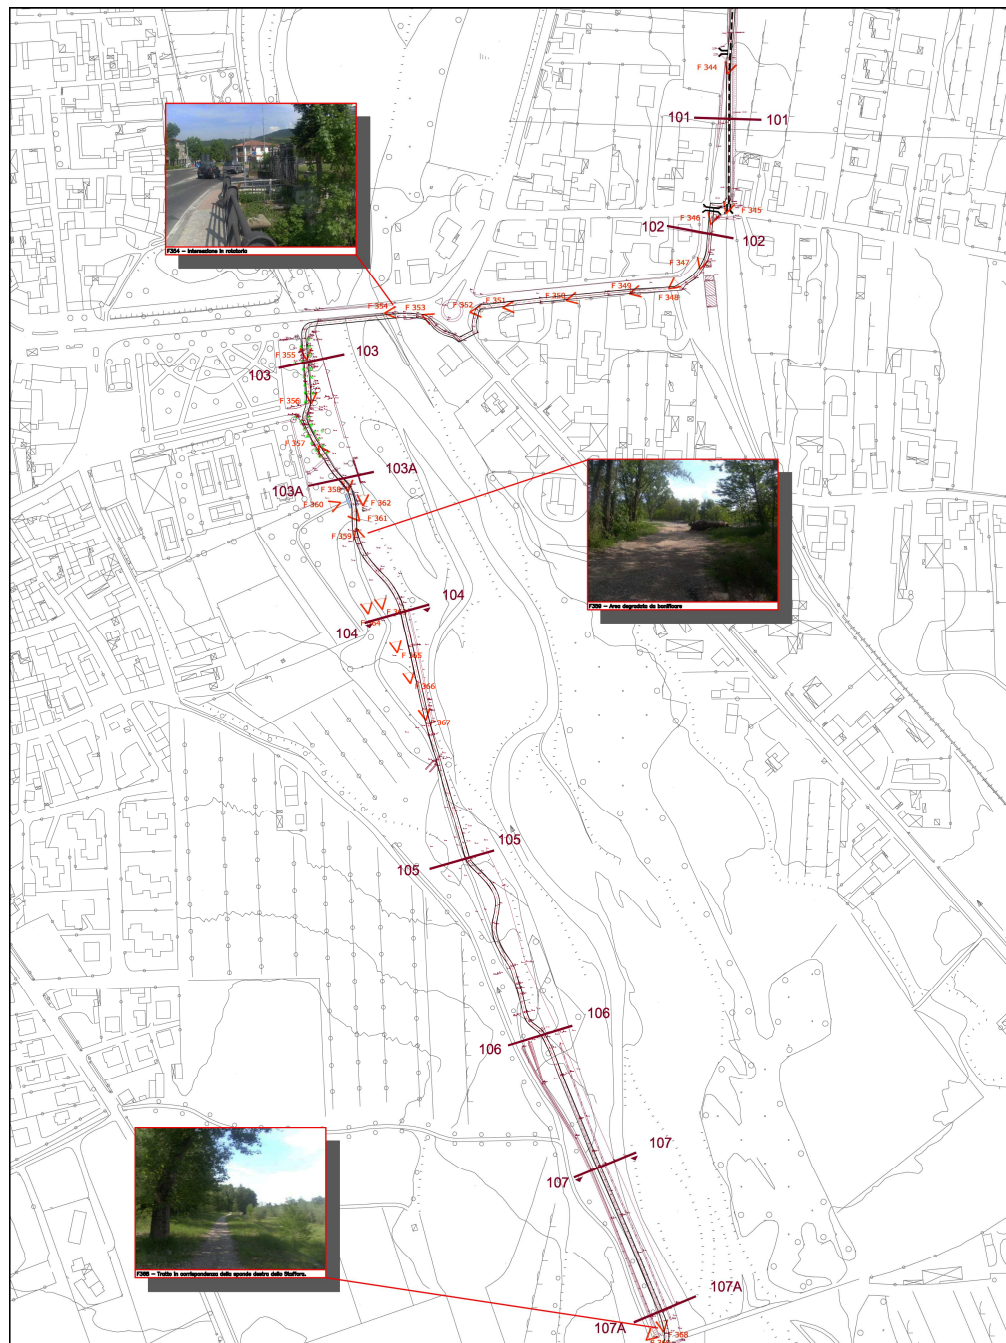 F 344
101
101
F 345
F 346
102
102
F 347
F 348
F 349
F 350
F 351
F 352
F 353
F 354
F354 - Intersezione in rotatoria
F 355
103
103
F 356
F 357
103A
103A
F 358
F 360
F 362
F 361
F 359
F359 - Area degradata da bonificare
104
104
F 365
F 366
F 367
105
105
106
106
107
107
107A
107A
F 368
F368 - Tratto in corrispondenza della sponda destra dello Staffora.